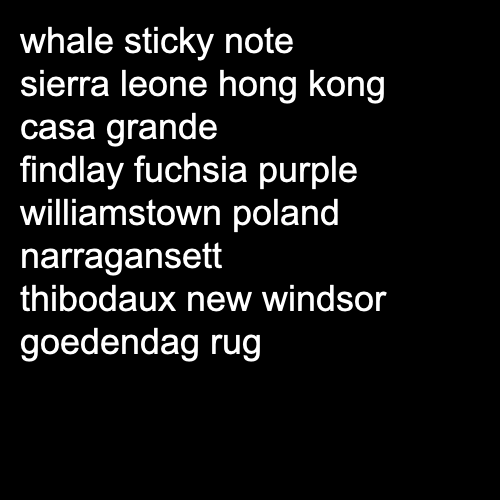 whale sticky note
sierra leone hong kong
casa grande
findlay fuchsia purple
williamstown poland
narragansett
thibodaux new windsor
goedendag rug